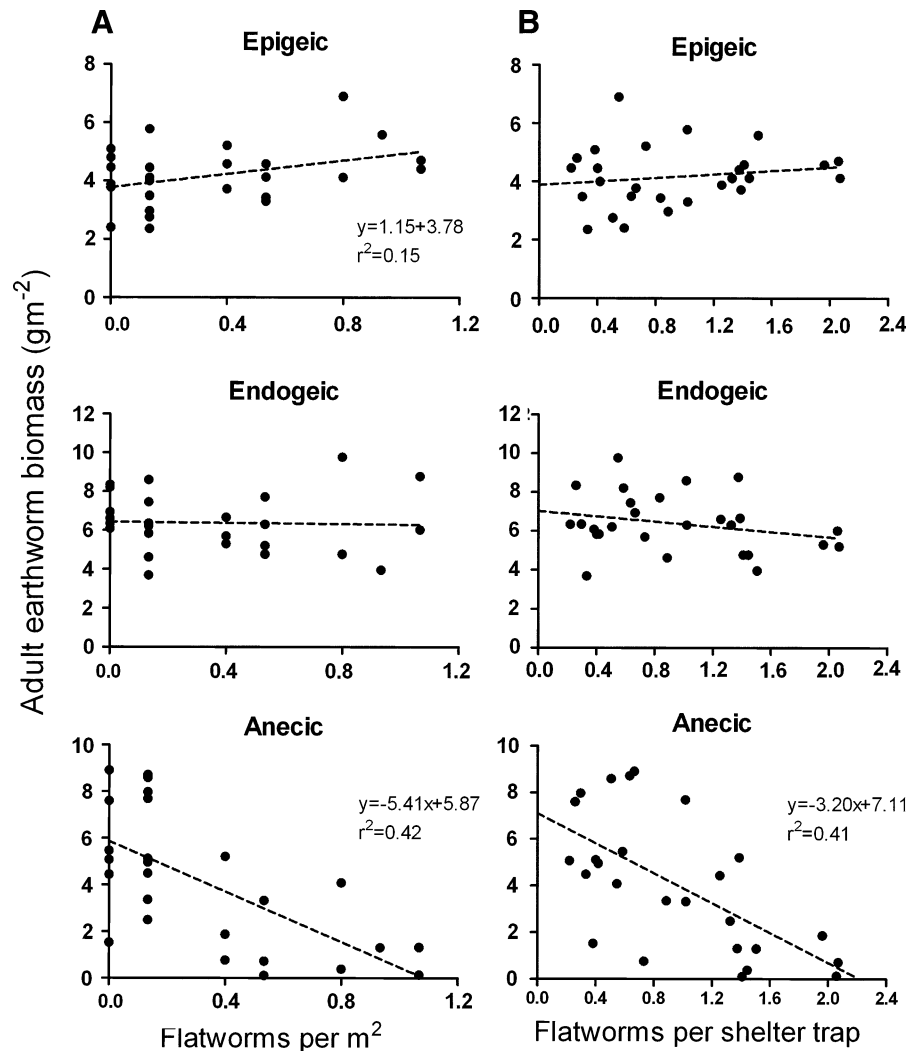 A
B
Epigeic
Epigeic
8
6
4
2
0
y=1.15+3.78
r²=0.15
0.0 0.4 0.8 1.2
8
6
4
2
0
0.0 0.4 0.8 1.2 1.6 2.0 2.4
Adult earthworm biomass (gm⁻²)
Endogeic
Endogeic
12
10
8
6
4
2
0
0.0 0.4 0.8 1.2
12
10
8
6
4
2
0
0.0 0.4 0.8 1.2 1.6 2.0 2.4
Anecic
Anecic
10
8
6
4
2
0
y=-5.41x+5.87
r²=0.42
0.0 0.4 0.8 1.2
10
8
6
4
2
0
y=-3.20x+7.11
r²=0.41
0.0 0.4 0.8 1.2 1.6 2.0 2.4
Flatworms per m²
Flatworms per shelter trap